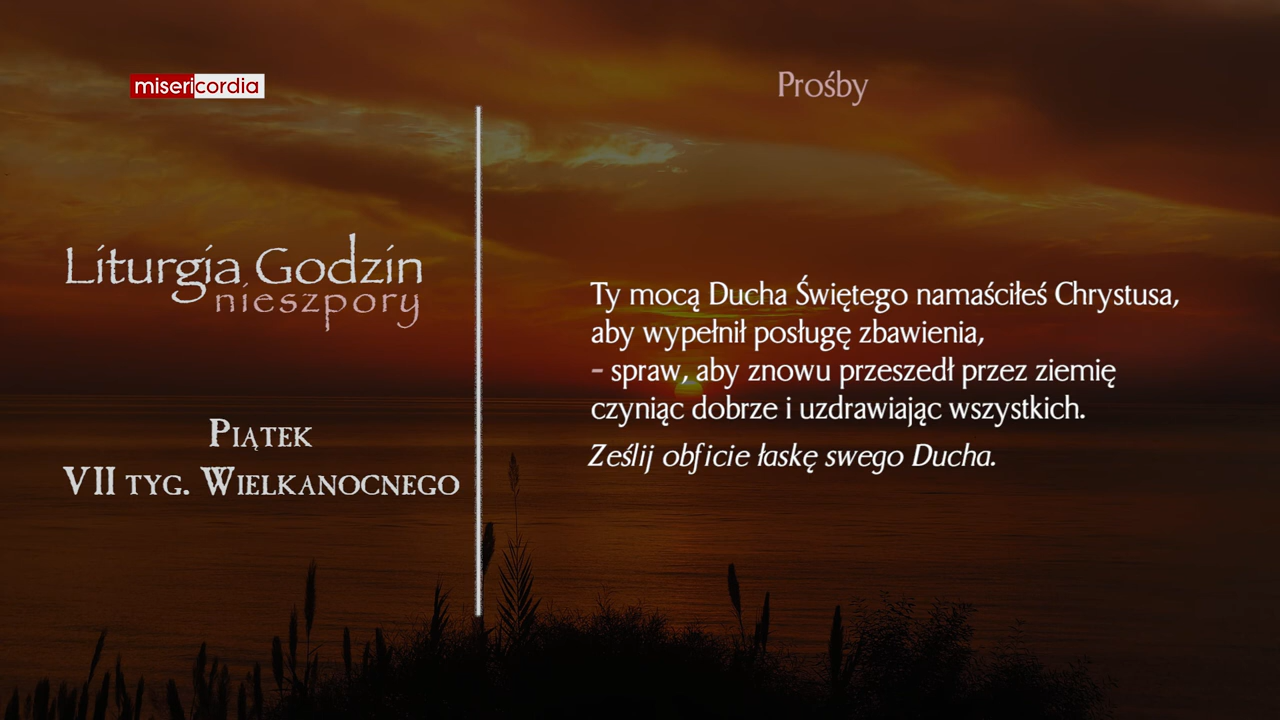 misericordia
Prośby
Liturgia Godzin
nieszpory
Piątek
VII tyg. Wielkanocnego
Ty mocą Ducha Świętego namaściłeś Chrystusa,
aby wypełnił posługę zbawienia,
- spraw, aby znowu przeszedł przez ziemię
czyniąc dobrze i uzdrawiając wszystkich.
Ześlij obficie łaskę swego Ducha.